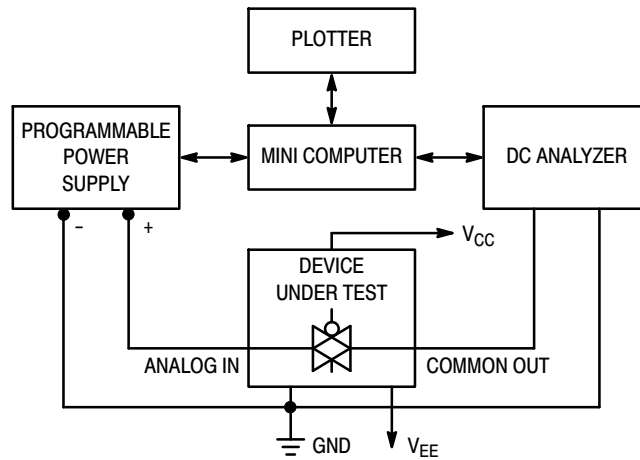 PLOTTER
PROGRAMMABLE
POWER
SUPPLY
MINI COMPUTER
DC ANALYZER
– +
VCC
DEVICE
UNDER TEST
ANALOG IN
COMMON OUT
GND
VEE